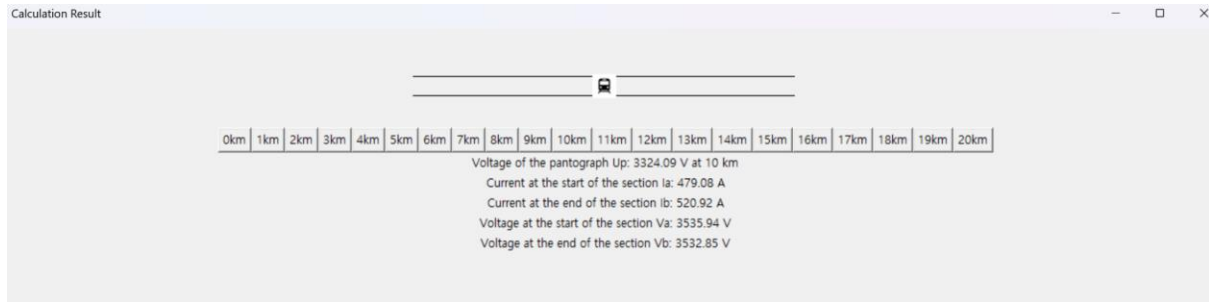 Calculation Result
0km 1km 2km 3km 4km 5km 6km 7km 8km 9km 10km 11km 12km 13km 14km 15km 16km 17km 18km 19km 20km
Voltage of the pantograph Up: 3324.09 V at 10 km
Current at the start of the section Ia: 479.08 A
Current at the end of the section Ib: 520.92 A
Voltage at the start of the section Va: 3535.94 V
Voltage at the end of the section Vb: 3532.85 V